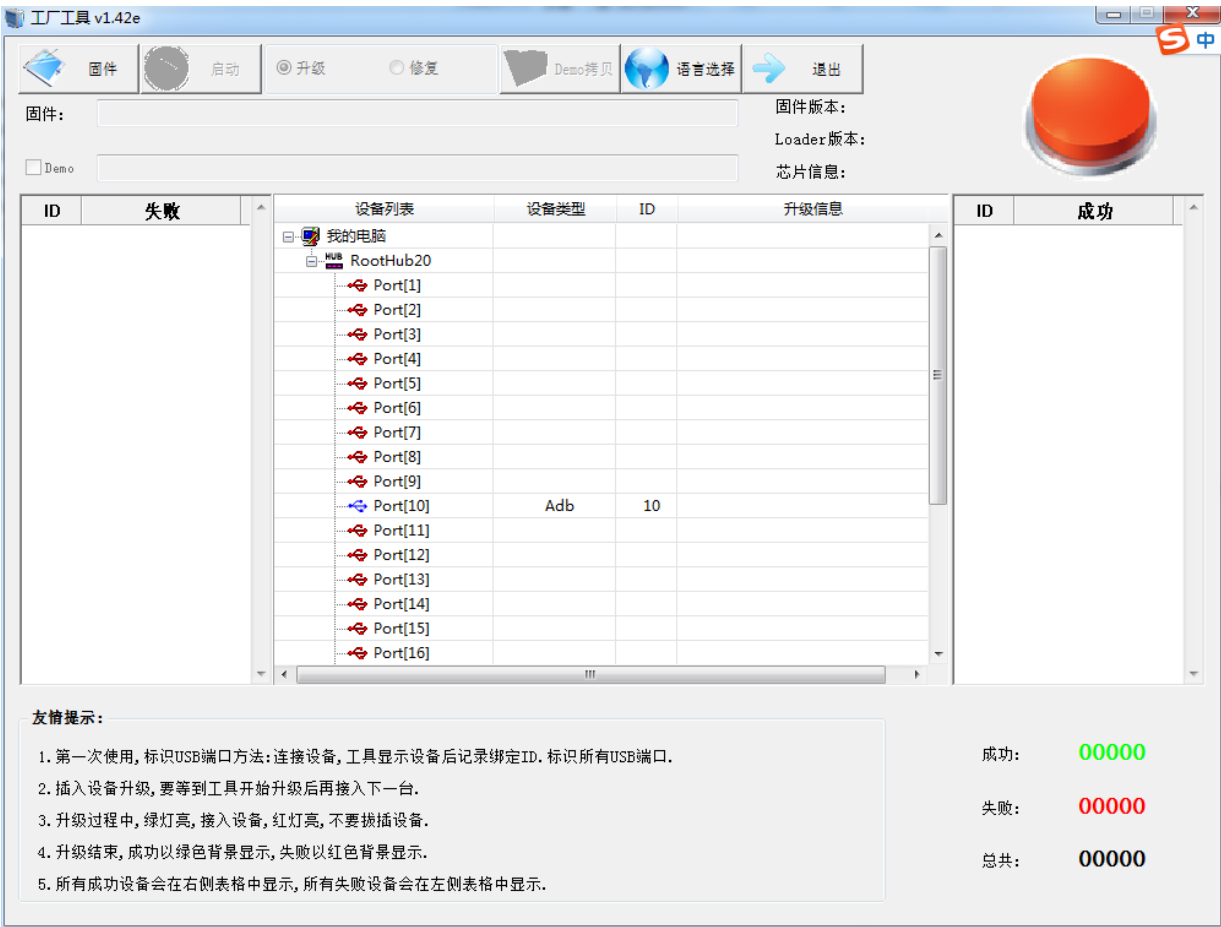 工厂工具 v1.42e
中
固件 启动 升级 修复 Demo拷贝 语言选择 退出
固件:
固件版本:
Loader版本:
Demo
芯片信息:
ID 失败
设备列表 设备类型 ID 升级信息
ID 成功
我的电脑
HUB RootHub20
Port[1]
Port[2]
Port[3]
Port[4]
Port[5]
Port[6]
Port[7]
Port[8]
Port[9]
Port[10] Adb 10
Port[11]
Port[12]
Port[13]
Port[14]
Port[15]
Port[16]
友情提示:
1.第一次使用,标识USB端口方法:连接设备,工具显示设备后记录绑定ID.标识所有USB端口.
2.插入设备升级,要等到工具开始升级后再接入下一台.
3.升级过程中,绿灯亮,接入设备,红灯亮,不要拔插设备.
4.升级结束,成功以绿色背景显示,失败以红色背景显示.
5.所有成功设备会在右侧表格中显示,所有失败设备会在左侧表格中显示.
成功: 00000
失败: 00000
总共: 00000